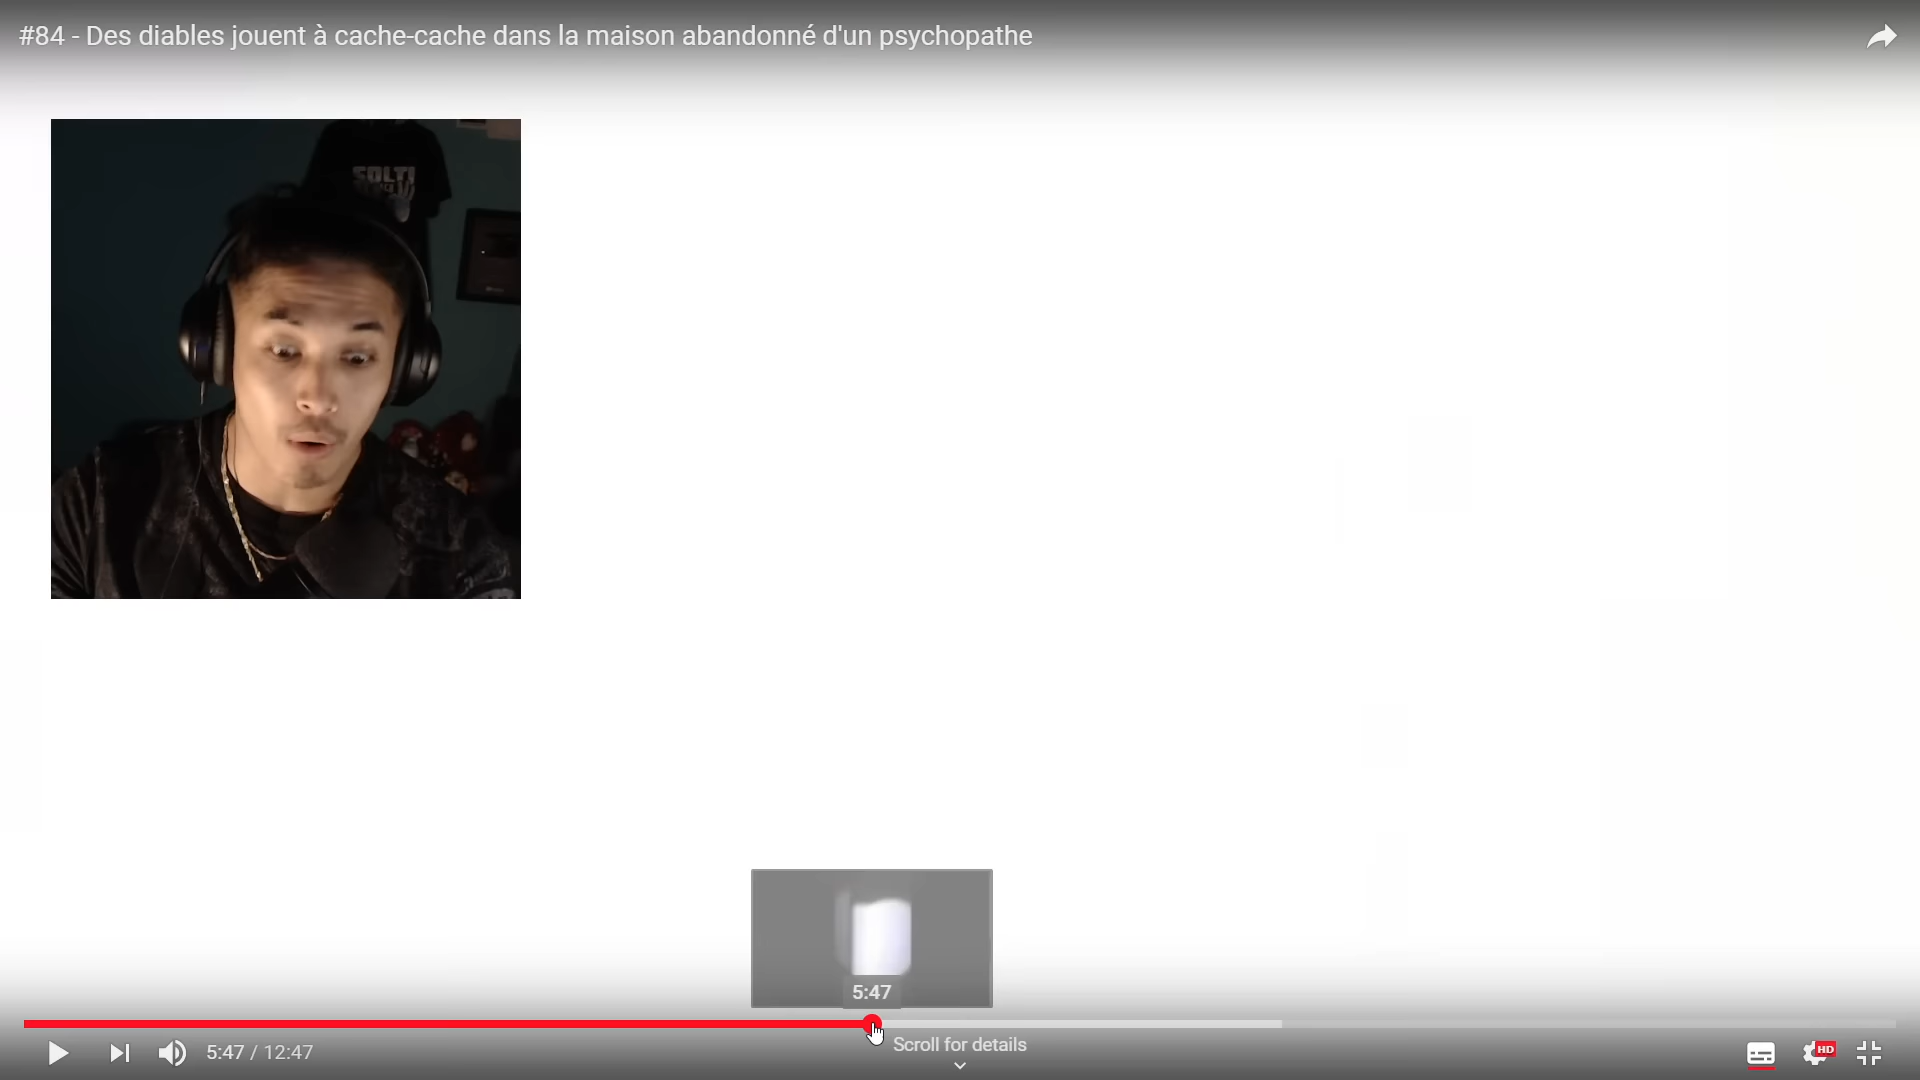 #84 - Des diables jouent à cache-cache dans la maison abandonné d'un psychopathe
SOLTI
5:47
5:47 / 12:47
Scroll for details
HD